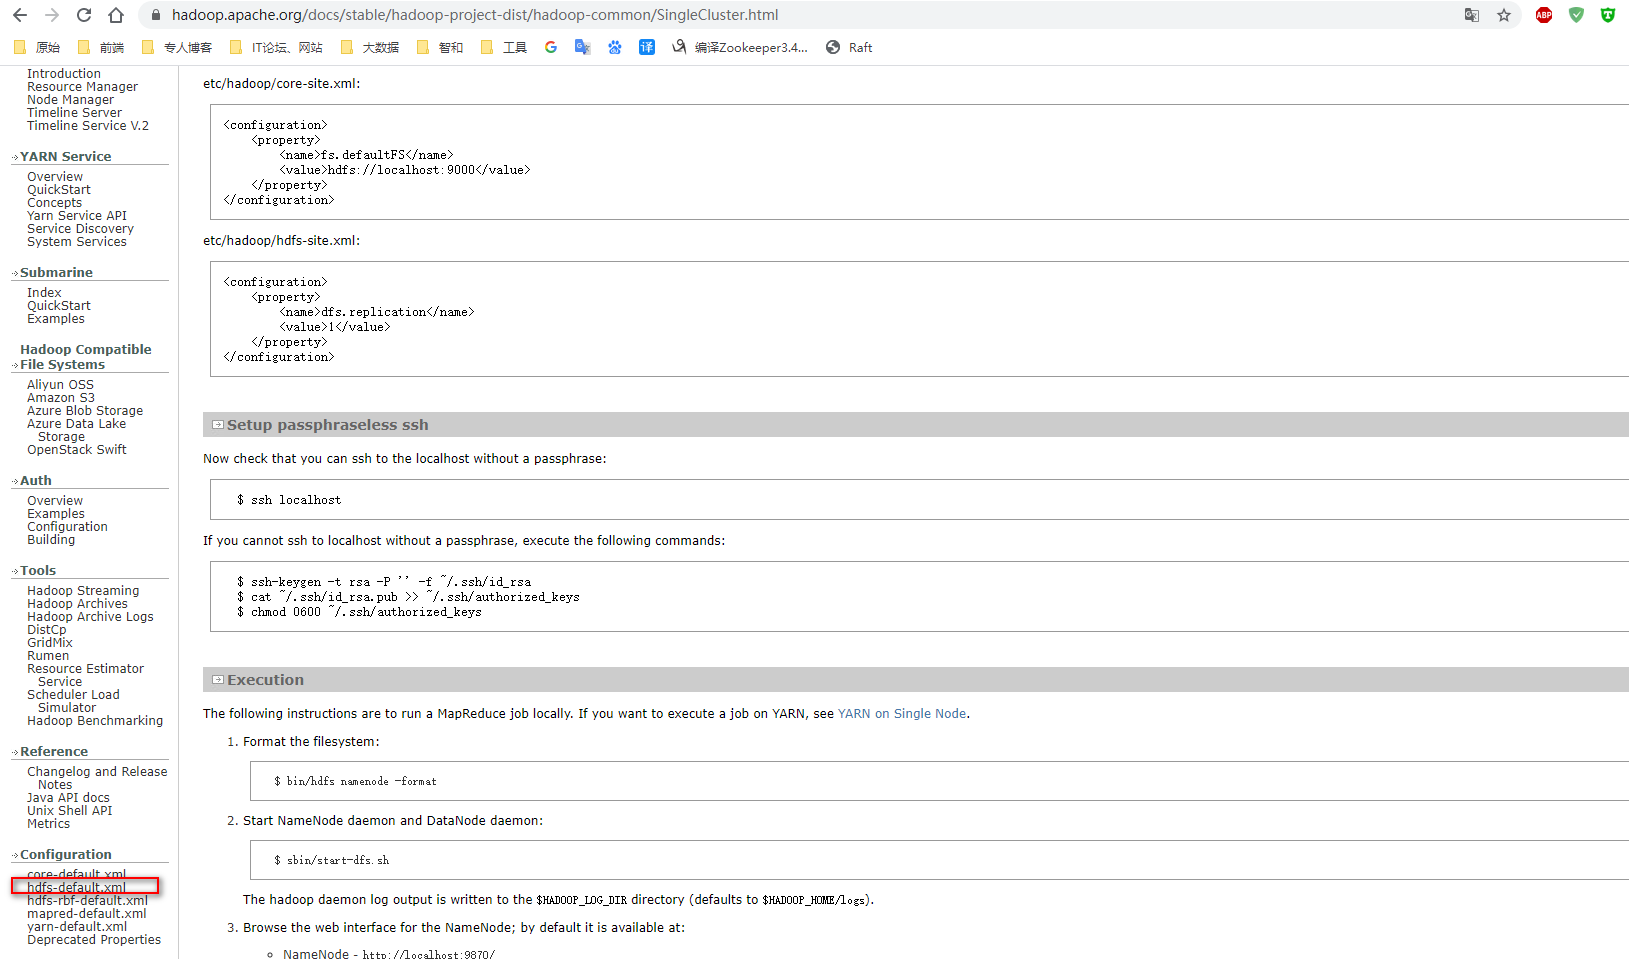 hadoop.apache.org/docs/stable/hadoop-project-dist/hadoop-common/SingleCluster.html
ABP
原始 前端 专人博客 IT论坛、网站 大数据 智和 工具 G 译 编译Zookeeper3.4... Raft
Introduction
Resource Manager
Node Manager
Timeline Server
Timeline Service V.2
YARN Service
Overview
QuickStart
Concepts
Yarn Service API
Service Discovery
System Services
Submarine
Index
QuickStart
Examples
Hadoop Compatible
File Systems
Aliyun OSS
Amazon S3
Azure Blob Storage
Azure Data Lake
Storage
OpenStack Swift
Auth
Overview
Examples
Configuration
Building
Tools
Hadoop Streaming
Hadoop Archives
Hadoop Archive Logs
DistCp
GridMix
Rumen
Resource Estimator
Service
Scheduler Load
Simulator
Hadoop Benchmarking
Reference
Changelog and Release
Notes
Java API docs
Unix Shell API
Metrics
Configuration
core-default.xml
hdfs-default.xml
hdfs-rbf-default.xml
mapred-default.xml
yarn-default.xml
Deprecated Properties
etc/hadoop/core-site.xml:
<configuration>
    <property>
        <name>fs.defaultFS</name>
        <value>hdfs://localhost:9000</value>
    </property>
</configuration>
etc/hadoop/hdfs-site.xml:
<configuration>
    <property>
        <name>dfs.replication</name>
        <value>1</value>
    </property>
</configuration>
Setup passphraseless ssh
Now check that you can ssh to the localhost without a passphrase:
$ ssh localhost
If you cannot ssh to localhost without a passphrase, execute the following commands:
$ ssh-keygen -t rsa -P '' -f ~/.ssh/id_rsa
$ cat ~/.ssh/id_rsa.pub >> ~/.ssh/authorized_keys
$ chmod 0600 ~/.ssh/authorized_keys
Execution
The following instructions are to run a MapReduce job locally. If you want to execute a job on YARN, see YARN on Single Node.
1. Format the filesystem:
$ bin/hdfs namenode -format
2. Start NameNode daemon and DataNode daemon:
$ sbin/start-dfs.sh
The hadoop daemon log output is written to the $HADOOP_LOG_DIR directory (defaults to $HADOOP_HOME/logs).
3. Browse the web interface for the NameNode; by default it is available at:
NameNode - http://localhost:9870/